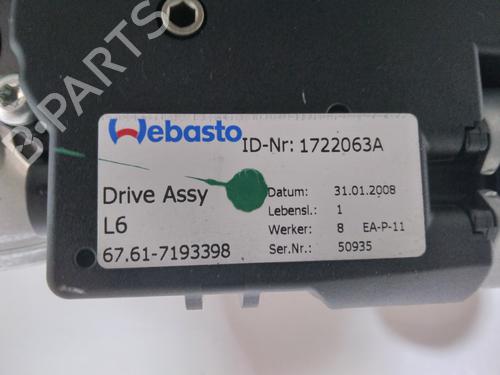 B-PARTS
Webasto ID-Nr: 1722063A
Drive Assy
L6
67.61-7193398
Datum: 31.01.2008
Lebensl.: 1
Werker: 8 EA-P-11
Ser.Nr.: 50935